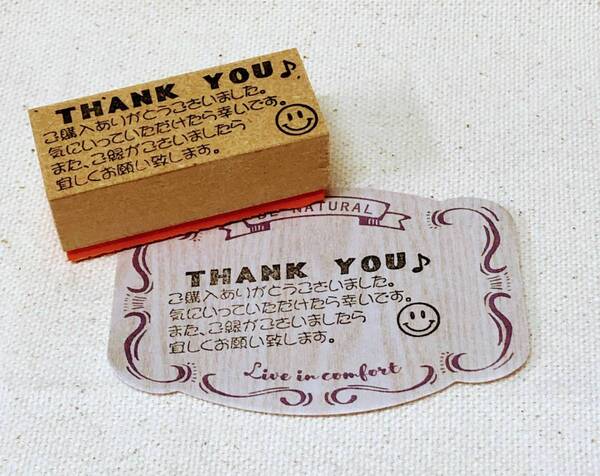 THANK YOU♪
ご購入ありがとうございました。
気にいっていただけたら幸いです。
また、ご縁がございましたら
宜しくお願い致します。
BE NATURAL
THANK YOU♪
ご購入ありがとうございました。
気にいっていただけたら幸いです。
また、ご縁がございましたら
宜しくお願い致します。
Live in comfort